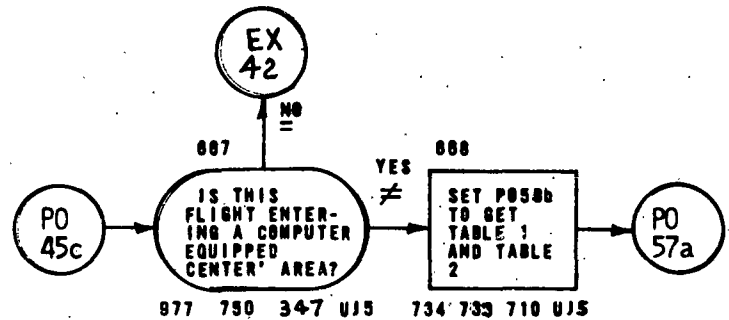 EX
42
NO
=
667
668
YES
≠
IS THIS
FLIGHT ENTER-
ING A COMPUTER
EQUIPPED
CENTER' AREA?
SET PO58b
TO GET
TABLE 1
AND TABLE
2
PO
45c
PO
57a
977 750 347 UJ5
734 733 710 UJ5